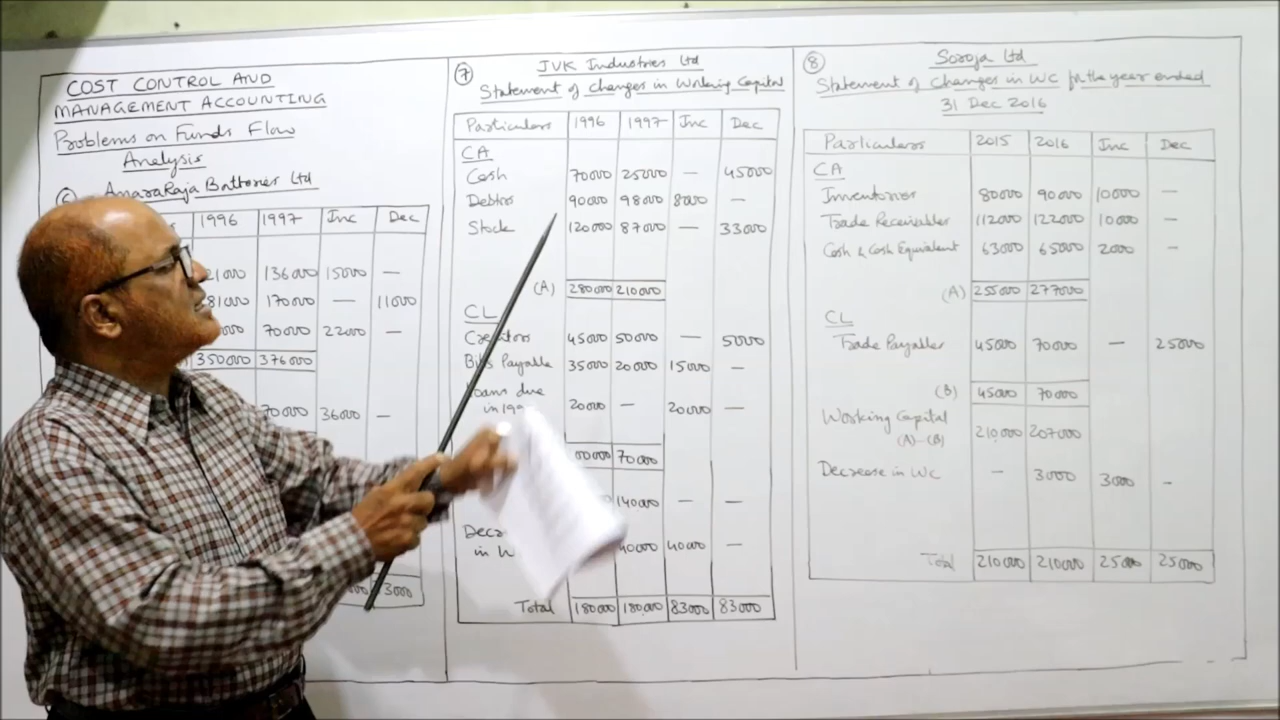 COST CONTROL AND
MANAGEMENT ACCOUNTING
Problems on Funds Flow
Analysis
AmaraRaja Batteries Ltd
1996 1997 Inc Dec
21000 136000 15000 —
81000 170000 — 11000
70000 22000 —
350000 376000
70000 36000 —
3000
⑦ JVK Industries Ltd
Statement of changes in Working Capital
Particulars 1996 1997 Inc Dec
CA
Cash 70000 25000 — 45000
Debtors 90000 98000 8000 —
Stock 120000 87000 — 33000
(A) 280000 210000
CL
Creditors 45000 50000 — 5000
Bills Payable 35000 20000 15000 —
Loans due
in 20000 — 20000 —
00000 70000
140000 — —
Decr
in W 40000 40000 —
Total 180000 180000 83000 83000
⑧ Saroja Ltd
Statement of changes in WC for the year ended
31 Dec 2016
Particulars 2015 2016 Inc Dec
CA
Inventories 80000 90000 10000 —
Trade Receivables 112000 122000 10000 —
Cash & Cash Equivalent 63000 65000 2000 —
(A) 255000 277000
CL
Trade Payables 45000 70000 — 25000
(B) 45000 70000
Working Capital
(A)-(B) 210000 207000
Decrease in WC — 3000 3000 -
Total 210000 210000 25000 25000